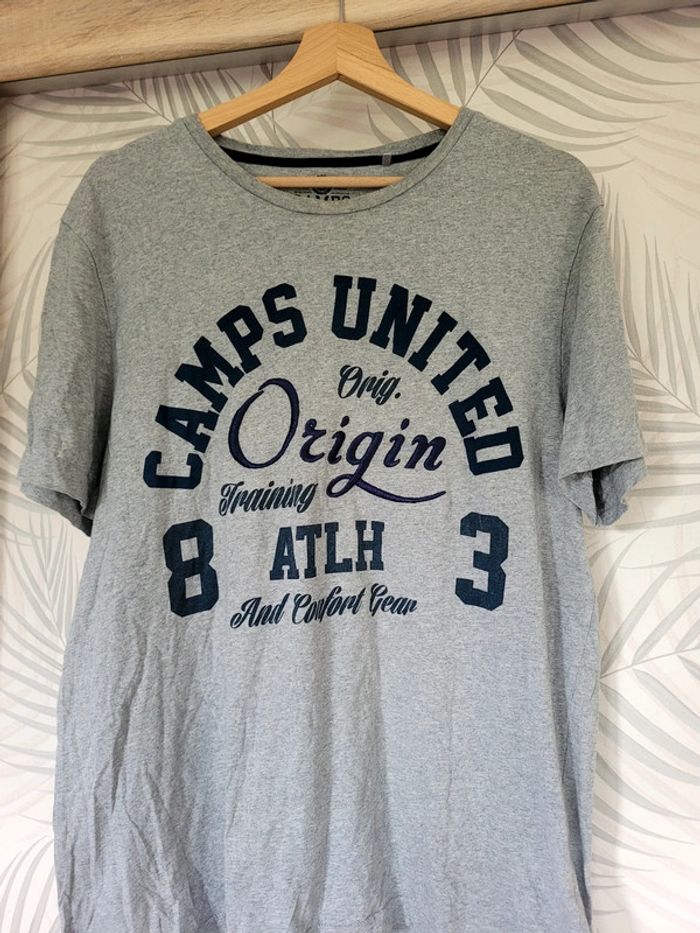 CAMPS UNITED
Orig.
Origin
Training
8 ATLH 3
And Comfort Gear